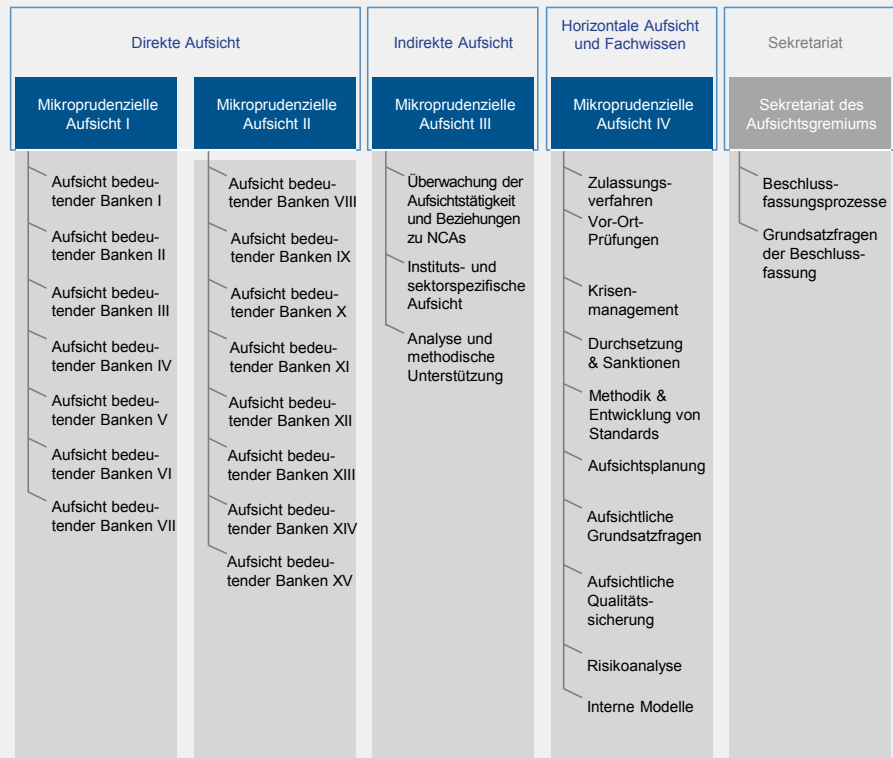 Direkte Aufsicht
Indirekte Aufsicht
Horizontale Aufsicht
und Fachwissen
Sekretariat
Mikroprudenzielle
Aufsicht I
Mikroprudenzielle
Aufsicht II
Mikroprudenzielle
Aufsicht III
Mikroprudenzielle
Aufsicht IV
Sekretariat des
Aufsichtsgremiums
Aufsicht bedeu-
tender Banken I
Aufsicht bedeu-
tender Banken II
Aufsicht bedeu-
tender Banken III
Aufsicht bedeu-
tender Banken IV
Aufsicht bedeu-
tender Banken V
Aufsicht bedeu-
tender Banken VI
Aufsicht bedeu-
tender Banken VII
Aufsicht bedeu-
tender Banken VIII
Aufsicht bedeu-
tender Banken IX
Aufsicht bedeu-
tender Banken X
Aufsicht bedeu-
tender Banken XI
Aufsicht bedeu-
tender Banken XII
Aufsicht bedeu-
tender Banken XIII
Aufsicht bedeu-
tender Banken XIV
Aufsicht bedeu-
tender Banken XV
Überwachung der
Aufsichtstätigkeit
und Beziehungen
zu NCAs
Instituts- und
sektorspezifische
Aufsicht
Analyse und
methodische
Unterstützung
Zulassungs-
verfahren
Vor-Ort-
Prüfungen
Krisen-
management
Durchsetzung
& Sanktionen
Methodik &
Entwicklung von
Standards
Aufsichtsplanung
Aufsichtliche
Grundsatzfragen
Aufsichtliche
Qualitäts-
sicherung
Risikoanalyse
Interne Modelle
Beschluss-
fassungsprozesse
Grundsatzfragen
der Beschluss-
fassung